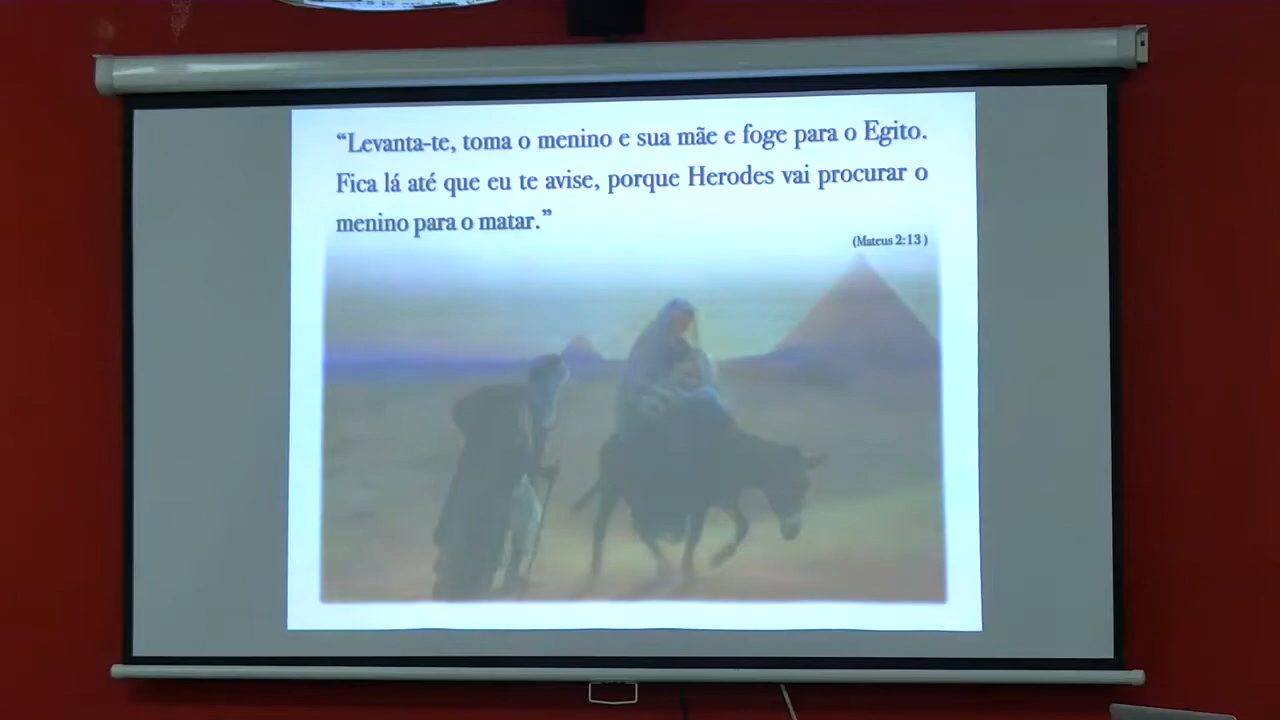 “Levanta-te, toma o menino e sua mãe e foge para o Egito.
Fica lá até que eu te avise, porque Herodes vai procurar o
menino para o matar.”
(Mateus 2:13)